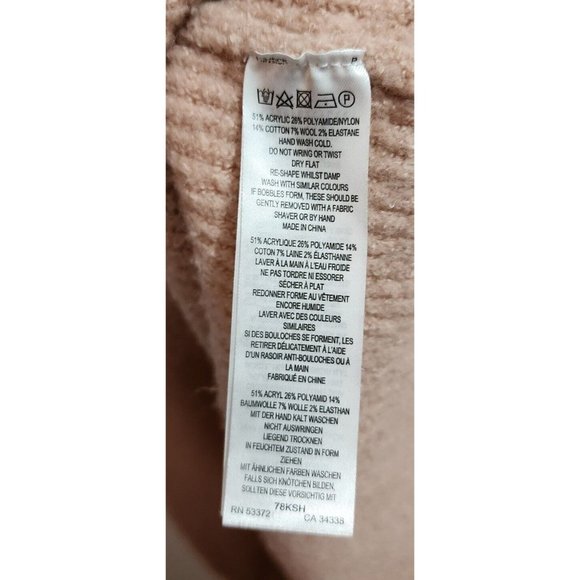 P
51% ACRYLIC 26% POLYAMIDE/NYLON
14% COTTON 7% WOOL 2% ELASTANE
HAND WASH COLD.
DO NOT WRING OR TWIST
DRY FLAT
RE-SHAPE WHILST DAMP
WASH WITH SIMILAR COLOURS
IF BOBBLES FORM, THESE SHOULD BE
GENTLY REMOVED WITH A FABRIC
SHAVER OR BY HAND
MADE IN CHINA
51% ACRYLIQUE 26% POLYAMIDE 14%
COTON 7% LAINE 2% ÉLASTHANNE
LAVER À LA MAIN À L'EAU FROIDE
NE PAS TORDRE NI ESSORER
SÉCHER À PLAT
REDONNER FORME AU VÊTEMENT
ENCORE HUMIDE
LAVER AVEC DES COULEURS
SIMILAIRES
SI DES BOULOCHES SE FORMENT, LES
RETIRER DÉLICATEMENT À L'AIDE
D'UN RASOIR ANTI-BOULOCHES OU À
LA MAIN
FABRIQUÉ EN CHINE
51% ACRYL 26% POLYAMID 14%
BAUMWOLLE 7% WOLLE 2% ELASTHAN
MIT DER HAND KALT WASCHEN
NICHT AUSWRINGEN
LIEGEND TROCKNEN
IN FEUCHTEM ZUSTAND IN FORM
ZIEHEN
MIT ÄHNLICHEN FARBEN WASCHEN
FALLS SICH KNÖTCHEN BILDEN,
SOLLTEN DIESE VORSICHTIG MIT
78KSH
RN 53372 CA 34338